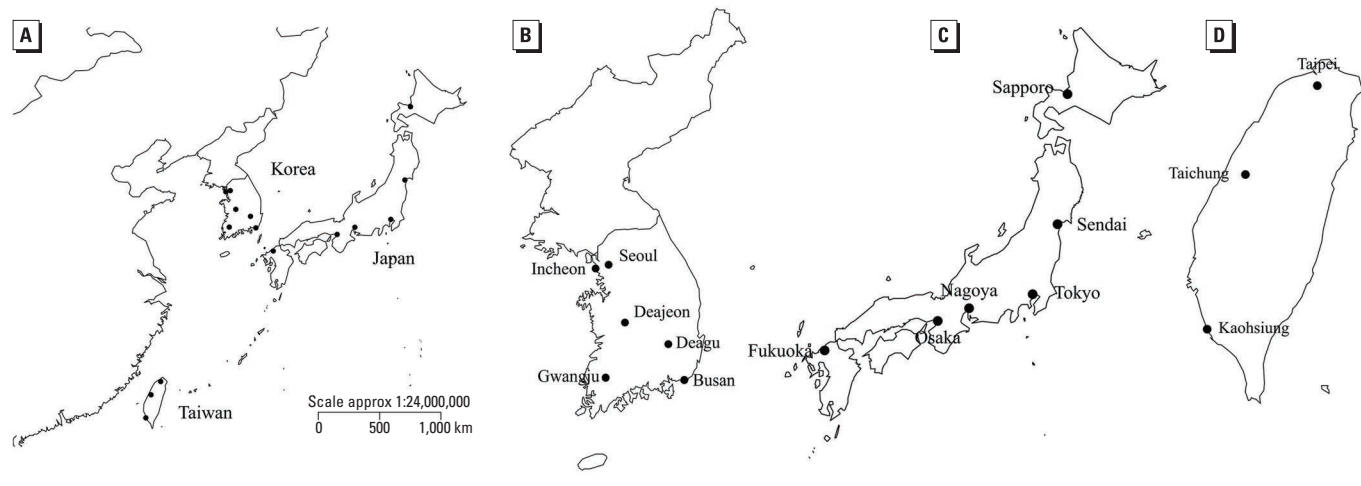 A
Korea
Japan
Taiwan
Scale approx 1:24,000,000
0 500 1,000 km
B
Incheon
Seoul
Deajeon
Deagu
Gwangju
Busan
C
Sapporo
Sendai
Nagoya
Tokyo
Osaka
Fukuoka
D
Taipei
Taichung
Kaohsiung